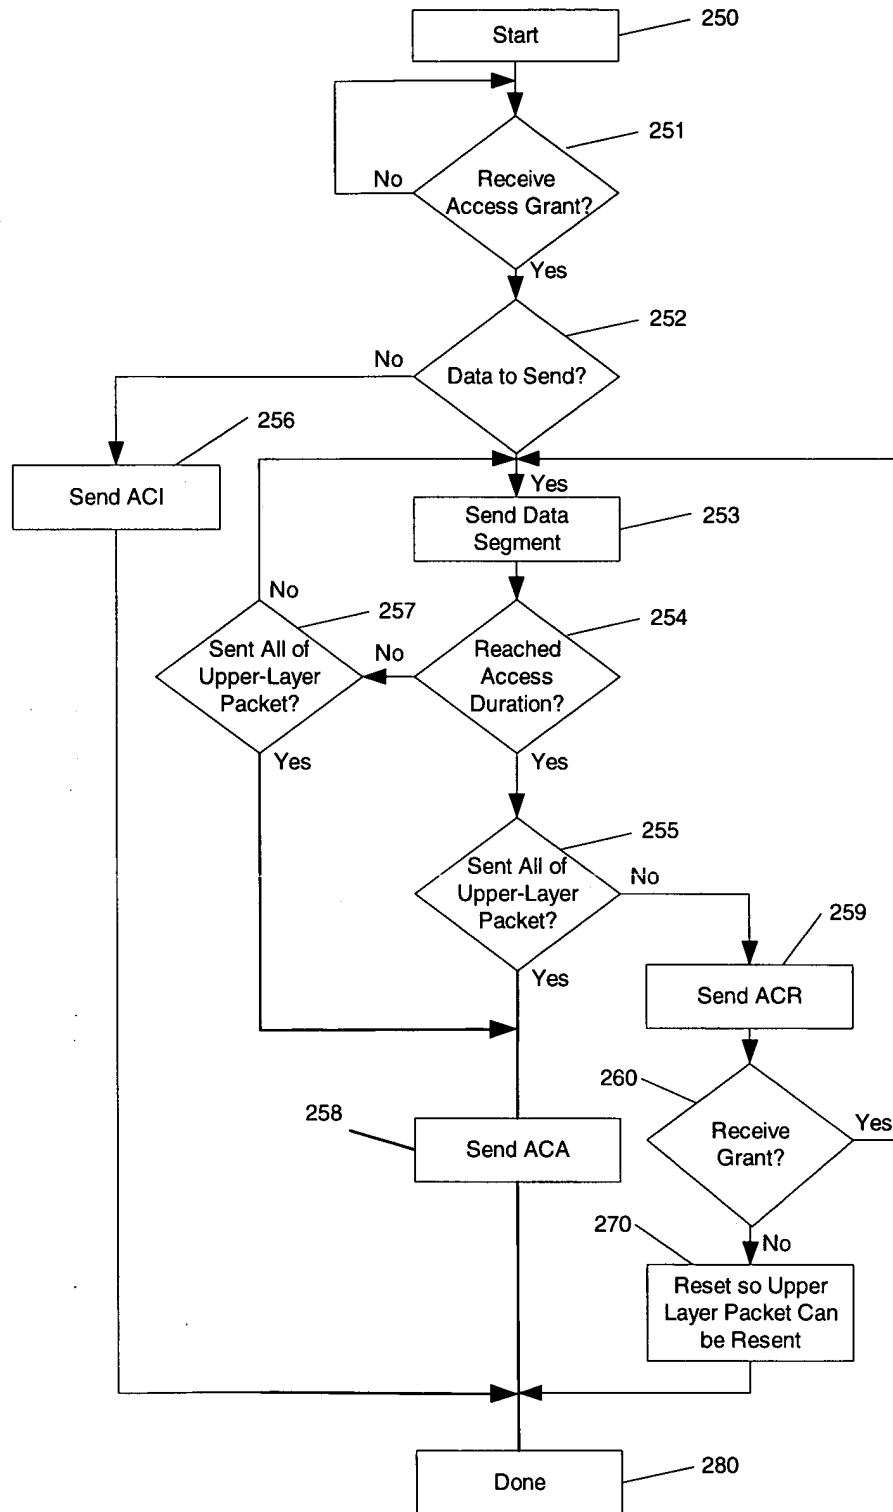 Start
250
251
No
Receive
Access Grant?
Yes
252
No
Data to Send?
256
Send ACI
Yes
Send Data
Segment
253
No
257
254
Sent All of
Upper-Layer
Packet?
No
Reached
Access
Duration?
Yes
Yes
255
Sent All of
Upper-Layer
Packet?
No
259
Yes
Send ACR
260
258
Send ACA
Receive
Grant?
Yes
270
No
Reset so Upper
Layer Packet Can
be Resent
Done
280